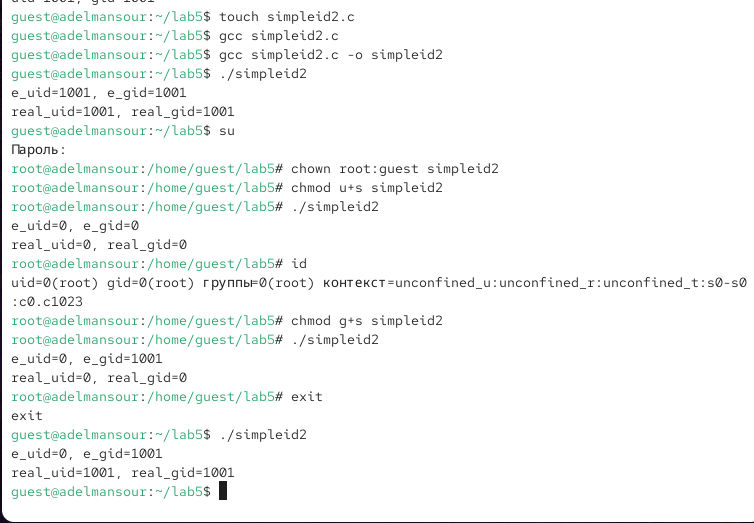 guest@adelmansour:~/lab5$ touch simpleid2.c
guest@adelmansour:~/lab5$ gcc simpleid2.c
guest@adelmansour:~/lab5$ gcc simpleid2.c -o simpleid2
guest@adelmansour:~/lab5$ ./simpleid2
e_uid=1001, e_gid=1001
real_uid=1001, real_gid=1001
guest@adelmansour:~/lab5$ su
Пароль:
root@adelmansour:/home/guest/lab5# chown root:guest simpleid2
root@adelmansour:/home/guest/lab5# chmod u+s simpleid2
root@adelmansour:/home/guest/lab5# ./simpleid2
e_uid=0, e_gid=0
real_uid=0, real_gid=0
root@adelmansour:/home/guest/lab5# id
uid=0(root) gid=0(root) группы=0(root) контекст=unconfined_u:unconfined_r:unconfined_t:s0-s0
:c0.c1023
root@adelmansour:/home/guest/lab5# chmod g+s simpleid2
root@adelmansour:/home/guest/lab5# ./simpleid2
e_uid=0, e_gid=1001
real_uid=0, real_gid=0
root@adelmansour:/home/guest/lab5# exit
exit
guest@adelmansour:~/lab5$ ./simpleid2
e_uid=0, e_gid=1001
real_uid=1001, real_gid=1001
guest@adelmansour:~/lab5$